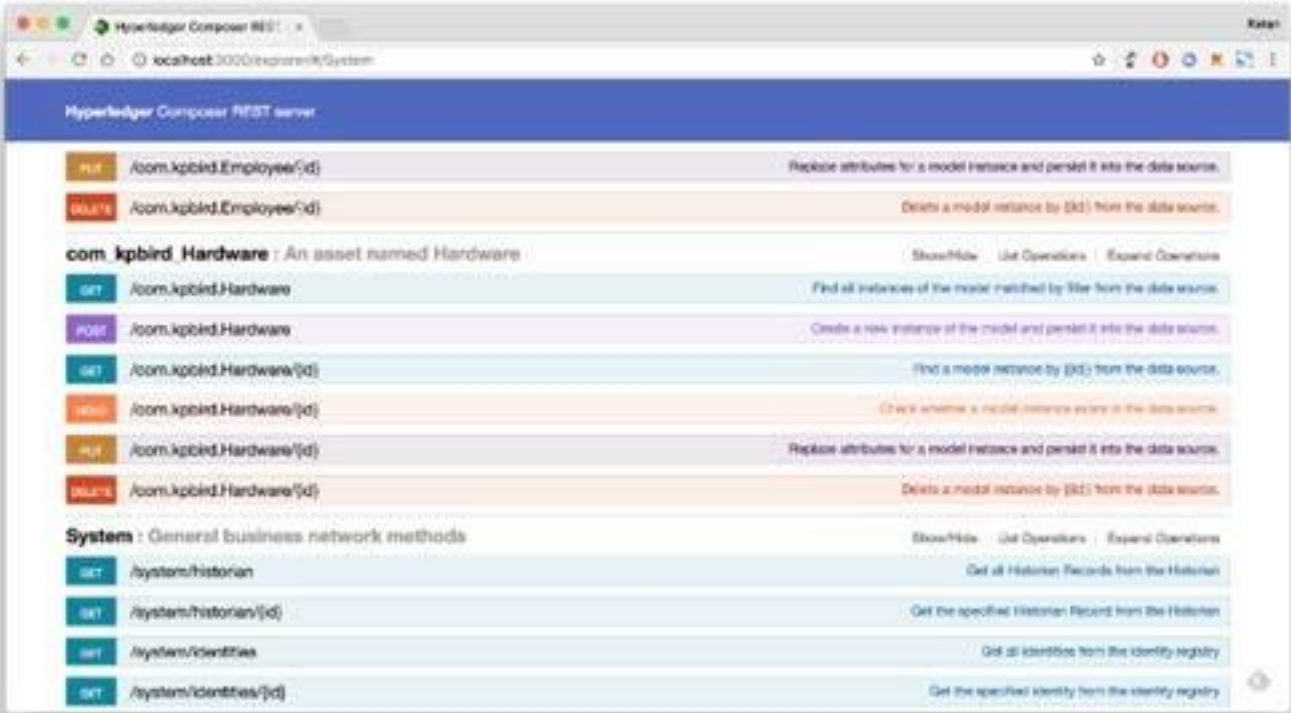 Hyperledger Composer REST
localhost:3000/explorer/#/System
Hyperledger Composer REST server
PUT /com.kpbird.Employee/{id} Replace attributes for a model instance and persist it into the data source.
DELETE /com.kpbird.Employee/{id} Delete a model instance by {{id}} from the data source.
com_kpbird_Hardware : An asset named Hardware Show/Hide List Operations Expand Operations
GET /com.kpbird.Hardware Find all instances of the model matched by filter from the data source.
POST /com.kpbird.Hardware Create a new instance of the model and persist it into the data source.
GET /com.kpbird.Hardware/{id} Find a model instance by {{id}} from the data source.
HEAD /com.kpbird.Hardware/{id} Check whether a model instance exists in the data source.
PUT /com.kpbird.Hardware/{id} Replace attributes for a model instance and persist it into the data source.
DELETE /com.kpbird.Hardware/{id} Delete a model instance by {{id}} from the data source.
System : General business network methods Show/Hide List Operations Expand Operations
GET /system/historian Get all Historian Records from the Historian
GET /system/historian/{id} Get the specified Historian Record from the Historian
GET /system/identities Get all identities from the identity registry
GET /system/identities/{id} Get the specified identity from the identity registry